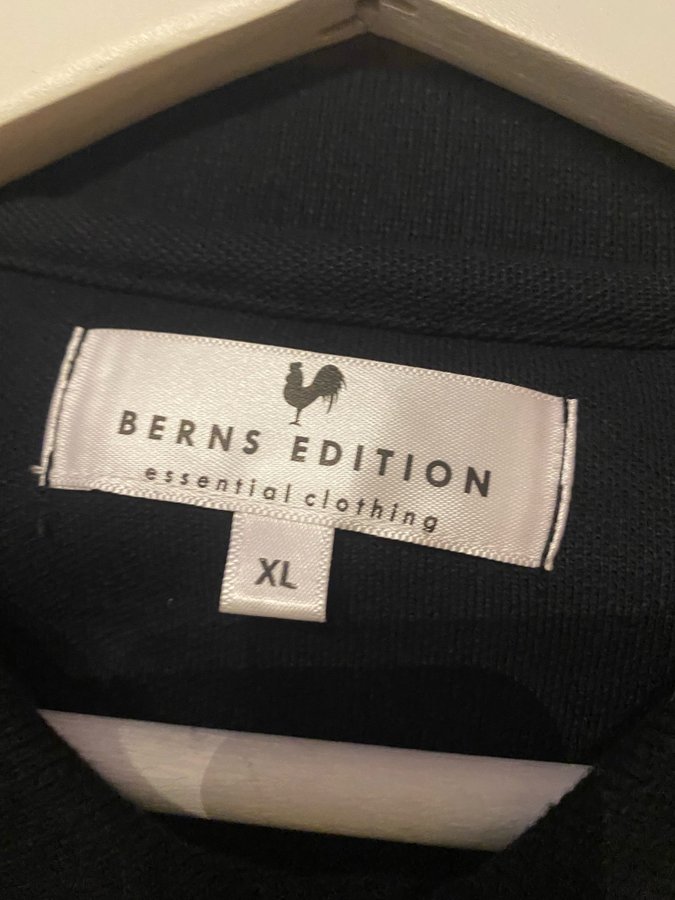 BERNS EDITION
essential clothing
XL